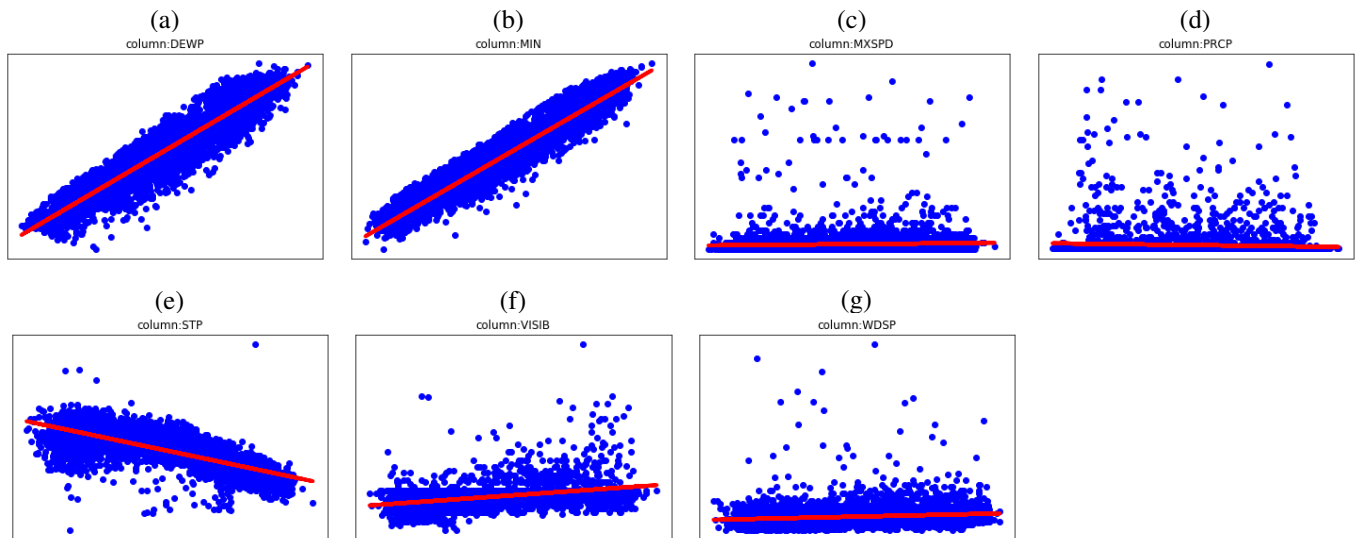 (a) (b) (c) (d)
column:DEWP column:MIN column:MXSPD column:PRCP
(e) (f) (g)
column:STP column:VISIB column:WDSP